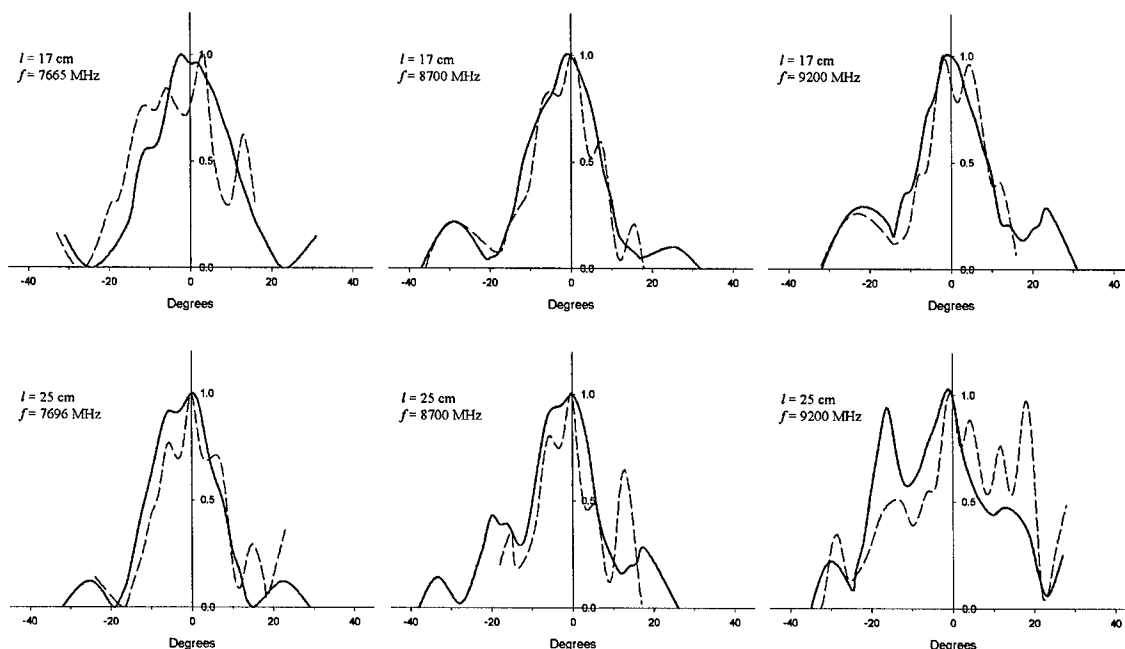 l = 17 cm
f = 7665 MHz
1.0
0.5
0.0
-40 -20 0 20 40
Degrees
l = 17 cm
f = 8700 MHz
1.0
0.5
0.0
-40 -20 0 20 40
Degrees
l = 17 cm
f = 9200 MHz
1.0
0.5
0.0
-40 -20 0 20 40
Degrees
l = 25 cm
f = 7696 MHz
1.0
0.5
0.0
-40 -20 0 20 40
Degrees
l = 25 cm
f = 8700 MHz
1.0
0.5
0.0
-40 -20 0 20 40
Degrees
l = 25 cm
f = 9200 MHz
1.0
0.5
0.0
-40 -20 0 20 40
Degrees